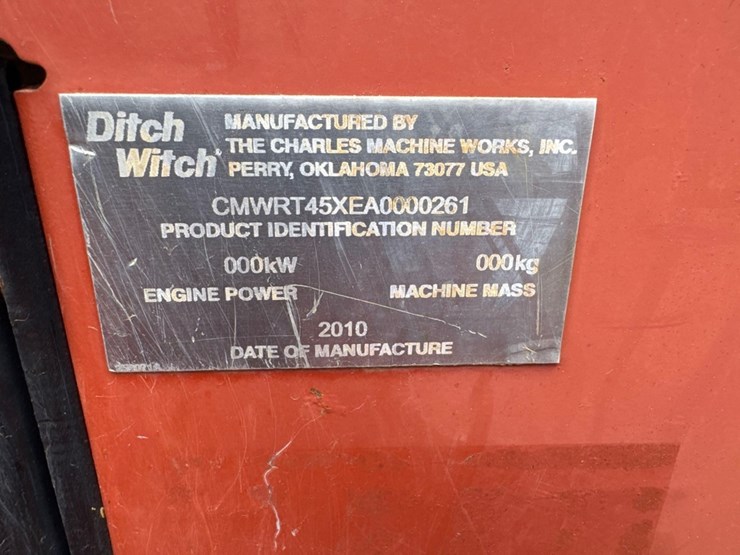 Ditch Witch®
MANUFACTURED BY
THE CHARLES MACHINE WORKS, INC.
PERRY, OKLAHOMA 73077 USA
CMWRT45XEA0000261
PRODUCT IDENTIFICATION NUMBER
000kW 000kg
ENGINE POWER MACHINE MASS
2010
DATE OF MANUFACTURE